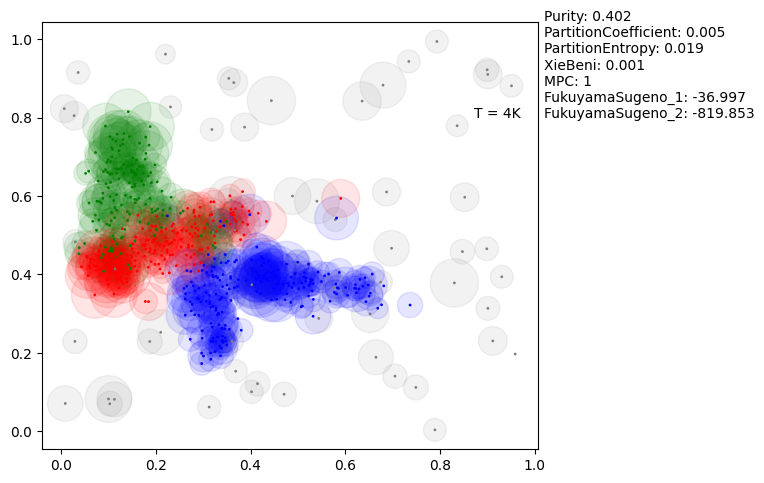 Purity: 0.402
PartitionCoefficient: 0.005
PartitionEntropy: 0.019
XieBeni: 0.001
MPC: 1
FukuyamaSugeno_1: -36.997
FukuyamaSugeno_2: -819.853
T = 4K
1.0
0.8
0.6
0.4
0.2
0.0
0.0 0.2 0.4 0.6 0.8 1.0